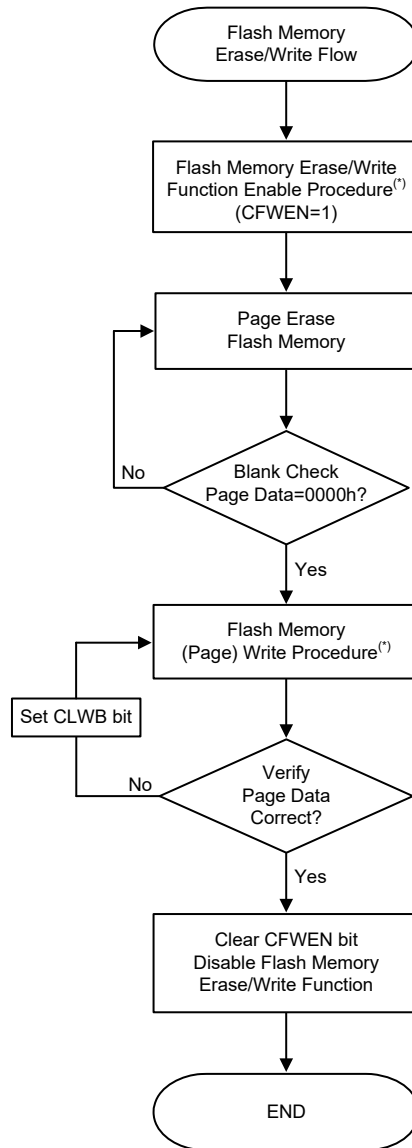 Flash Memory
Erase/Write Flow
Flash Memory Erase/Write
Function Enable Procedure(*)
(CFWEN=1)
Page Erase
Flash Memory
No
Blank Check
Page Data=0000h?
Yes
Flash Memory
(Page) Write Procedure(*)
Set CLWB bit
No
Verify
Page Data
Correct?
Yes
Clear CFWEN bit
Disable Flash Memory
Erase/Write Function
END